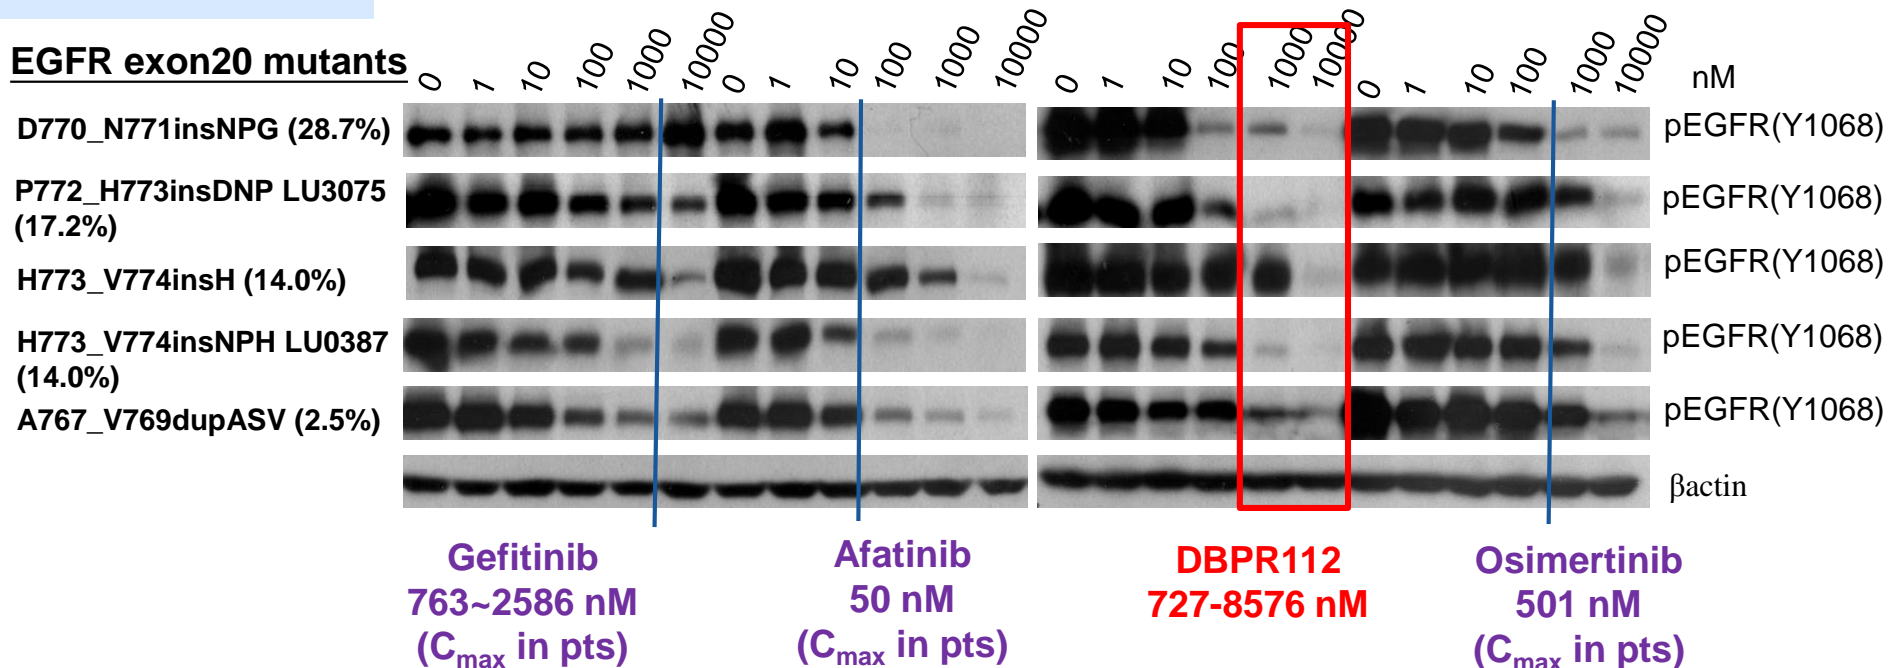 EGFR exon20 mutants
0 1 10 100 1000 10000 0 1 10 100 1000 10000 0 1 10 100 1000 10000 0 1 10 100 1000 10000 nM
D770_N771insNPG (28.7%) pEGFR(Y1068)
P772_H773insDNP LU3075 pEGFR(Y1068)
(17.2%)
H773_V774insH (14.0%) pEGFR(Y1068)
H773_V774insNPH LU0387 pEGFR(Y1068)
(14.0%)
A767_V769dupASV (2.5%) pEGFR(Y1068)
βactin
Gefitinib
763~2586 nM
(Cmax in pts)
Afatinib
50 nM
(Cmax in pts)
DBPR112
727-8576 nM
Osimertinib
501 nM
(Cmax in pts)